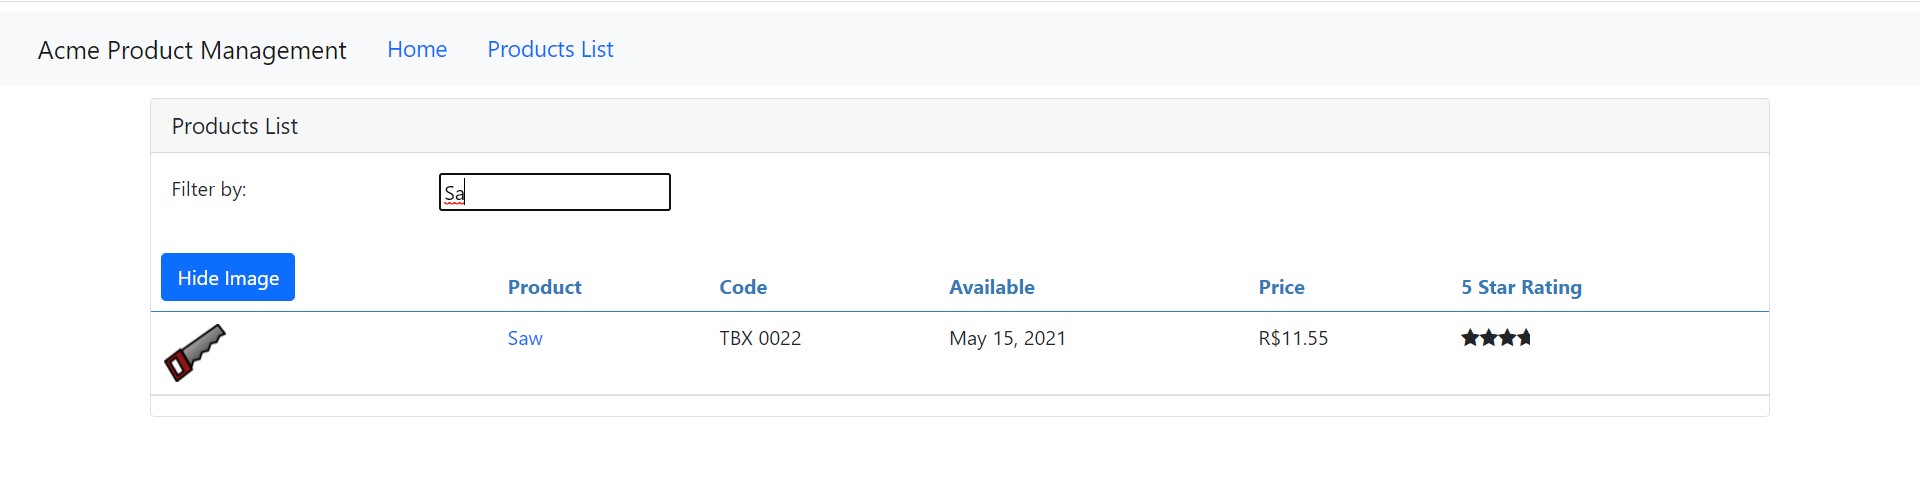 Acme Product Management Home Products List
Products List
Filter by: Sa
Hide Image Product Code Available Price 5 Star Rating
Saw TBX 0022 May 15, 2021 R$11.55